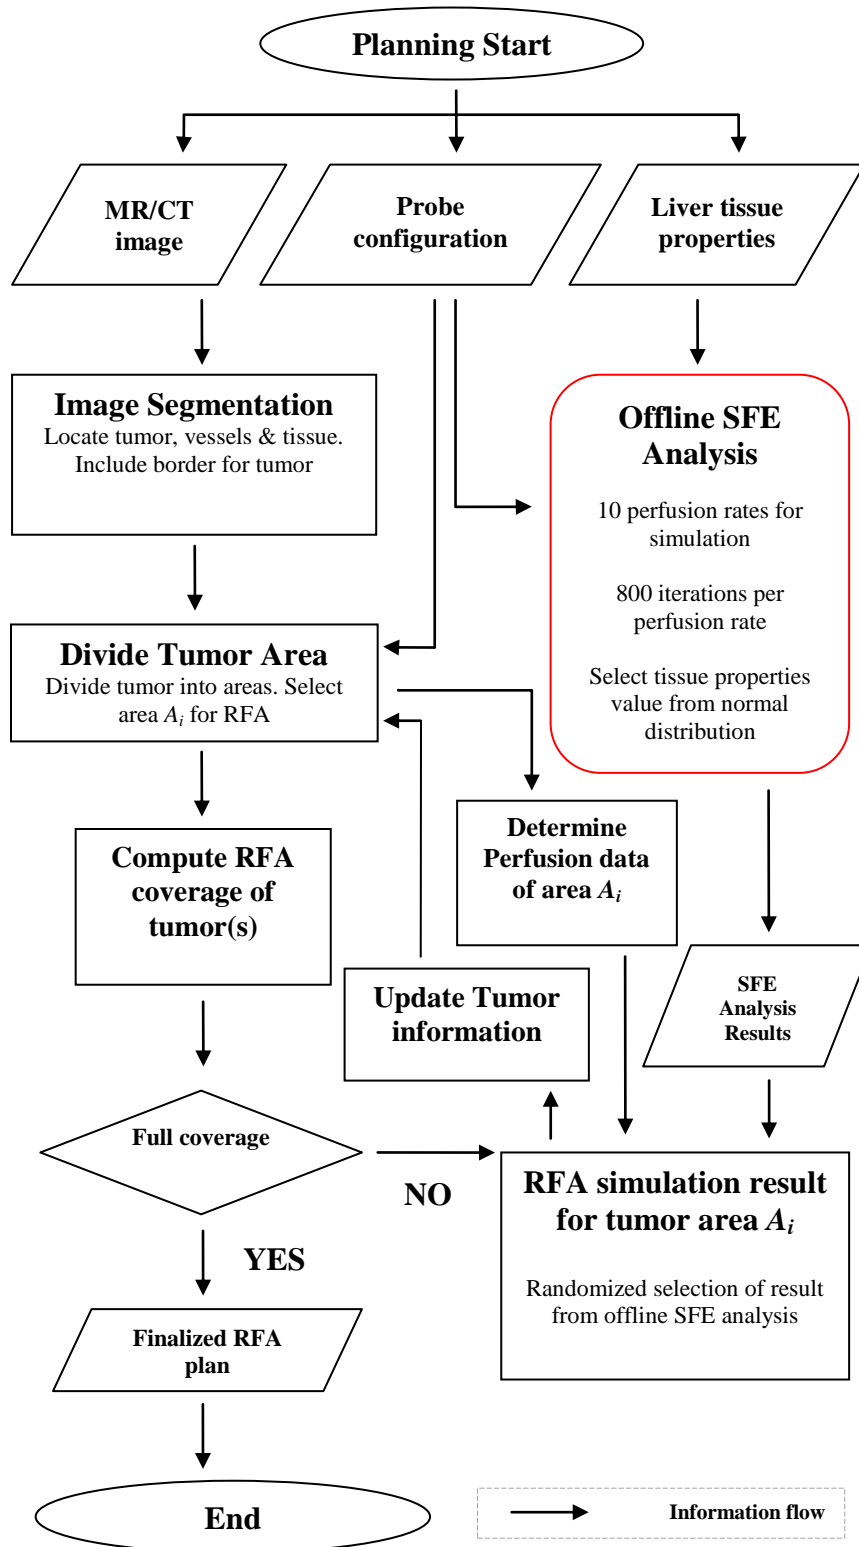 Planning Start
MR/CT
image
Probe
configuration
Liver tissue
properties
Image Segmentation
Locate tumor, vessels & tissue.
Include border for tumor
Offline SFE
Analysis
10 perfusion rates for
simulation
800 iterations per
perfusion rate
Select tissue properties
value from normal
distribution
Divide Tumor Area
Divide tumor into areas. Select
area Ai for RFA
Compute RFA
coverage of
tumor(s)
Determine
Perfusion data
of area Ai
Update Tumor
information
SFE
Analysis
Results
Full coverage
NO
YES
RFA simulation result
for tumor area Ai
Randomized selection of result
from offline SFE analysis
Finalized RFA
plan
End
Information flow